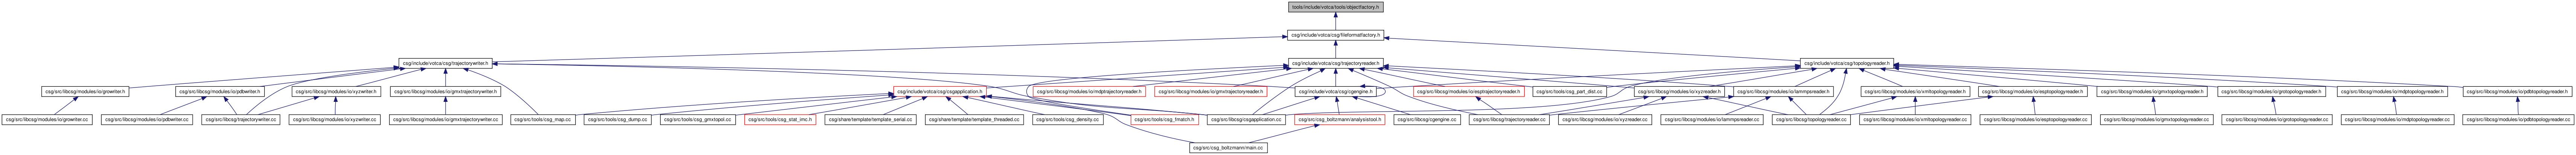 tools/include/votca/tools/objectfactory.h
csg/include/votca/csg/fileformatfactory.h
csg/include/votca/csg/trajectorywriter.h
csg/include/votca/csg/trajectoryreader.h
csg/include/votca/csg/topologyreader.h
csg/src/libcsg/modules/io/growriter.h
csg/src/libcsg/modules/io/pdbwriter.h
csg/src/libcsg/modules/io/xyzwriter.h
csg/src/libcsg/modules/io/gmxtrajectorywriter.h
csg/include/votca/csg/csgapplication.h
csg/src/libcsg/modules/io/mdptrajectoryreader.h
csg/src/libcsg/modules/io/gmxtrajectoryreader.h
csg/include/votca/csg/cgengine.h
csg/src/libcsg/modules/io/esptrajectoryreader.h
csg/src/tools/csg_part_dist.cc
csg/src/libcsg/modules/io/xyzreader.h
csg/src/libcsg/modules/io/lammpsreader.h
csg/src/libcsg/modules/io/xmltopologyreader.h
csg/src/libcsg/modules/io/esptopologyreader.h
csg/src/libcsg/modules/io/gmxtopologyreader.h
csg/src/libcsg/modules/io/grotopologyreader.h
csg/src/libcsg/modules/io/mdptopologyreader.h
csg/src/libcsg/modules/io/pdbtopologyreader.h
csg/src/libcsg/modules/io/growriter.cc
csg/src/libcsg/modules/io/pdbwriter.cc
csg/src/libcsg/trajectorywriter.cc
csg/src/libcsg/modules/io/xyzwriter.cc
csg/src/libcsg/modules/io/gmxtrajectorywriter.cc
csg/src/tools/csg_map.cc
csg/src/tools/csg_dump.cc
csg/src/tools/csg_gmxtopol.cc
csg/src/tools/csg_stat_imc.h
csg/share/template/template_serial.cc
csg/share/template/template_threaded.cc
csg/src/tools/csg_density.cc
csg/src/tools/csg_fmatch.h
csg/src/libcsg/csgapplication.cc
csg/src/csg_boltzmann/analysistool.h
csg/src/libcsg/cgengine.cc
csg/src/libcsg/trajectoryreader.cc
csg/src/libcsg/modules/io/xyzreader.cc
csg/src/libcsg/modules/io/lammpsreader.cc
csg/src/libcsg/topologyreader.cc
csg/src/libcsg/modules/io/xmltopologyreader.cc
csg/src/libcsg/modules/io/esptopologyreader.cc
csg/src/libcsg/modules/io/gmxtopologyreader.cc
csg/src/libcsg/modules/io/grotopologyreader.cc
csg/src/libcsg/modules/io/mdptopologyreader.cc
csg/src/libcsg/modules/io/pdbtopologyreader.cc
csg/src/csg_boltzmann/main.cc